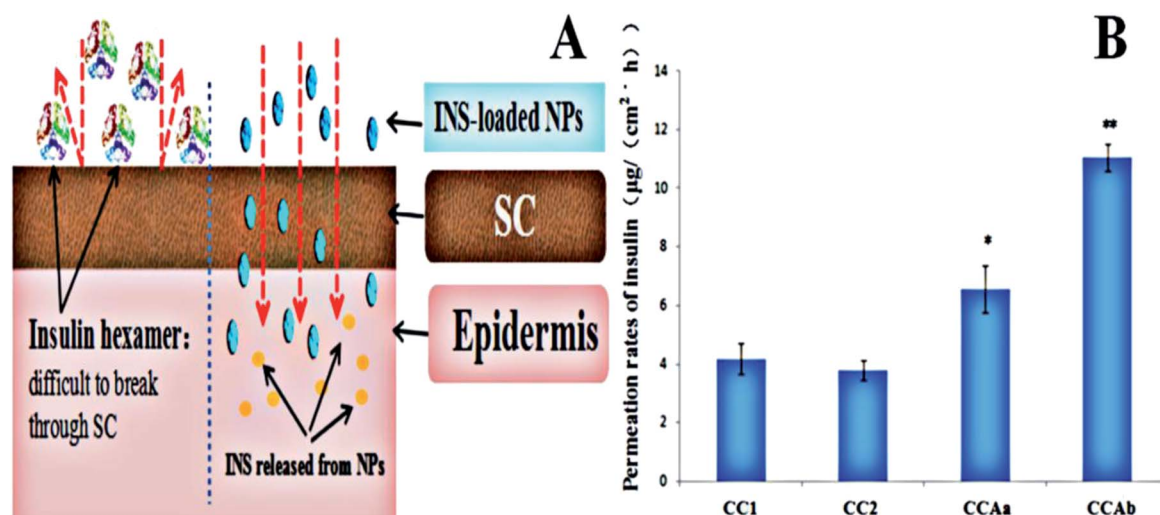 A
INS-loaded NPs
SC
Epidermis
Insulin hexamer:
difficult to break
through SC
INS released from NPs
B
Permeation rates of insulin（μg/（cm²·h））
14
12
10
8
6
4
2
0
*
**
CC1
CC2
CCAa
CCAb